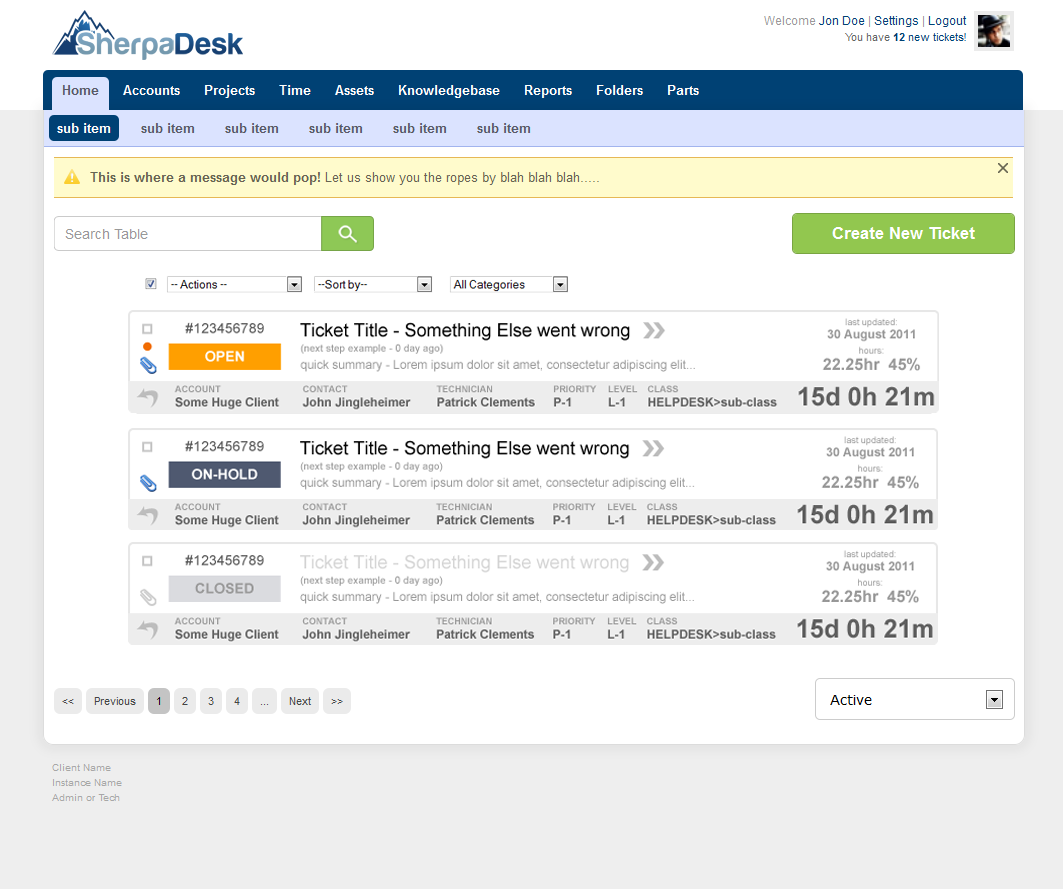 SherpaDesk
Welcome Jon Doe | Settings | Logout
You have 12 new tickets!
Home Accounts Projects Time Assets Knowledgebase Reports Folders Parts
sub item sub item sub item sub item sub item sub item
This is where a message would pop! Let us show you the ropes by blah blah blah.....
Search Table
Create New Ticket
-- Actions -- --Sort by-- All Categories
#123456789 Ticket Title - Something Else went wrong
last updated:
30 August 2011
OPEN (next step example - 0 day ago)
hours:
quick summary - Lorem ipsum dolor sit amet, consectetur adipiscing elit...
22.25hr 45%
ACCOUNT CONTACT TECHNICIAN PRIORITY LEVEL CLASS
Some Huge Client John Jingleheimer Patrick Clements P-1 L-1 HELPDESK>sub-class
15d 0h 21m
#123456789 Ticket Title - Something Else went wrong
last updated:
30 August 2011
ON-HOLD (next step example - 0 day ago)
hours:
quick summary - Lorem ipsum dolor sit amet, consectetur adipiscing elit...
22.25hr 45%
ACCOUNT CONTACT TECHNICIAN PRIORITY LEVEL CLASS
Some Huge Client John Jingleheimer Patrick Clements P-1 L-1 HELPDESK>sub-class
15d 0h 21m
#123456789 Ticket Title - Something Else went wrong
last updated:
30 August 2011
CLOSED (next step example - 0 day ago)
hours:
quick summary - Lorem ipsum dolor sit amet, consectetur adipiscing elit...
22.25hr 45%
ACCOUNT CONTACT TECHNICIAN PRIORITY LEVEL CLASS
Some Huge Client John Jingleheimer Patrick Clements P-1 L-1 HELPDESK>sub-class
15d 0h 21m
<< Previous 1 2 3 4 ... Next >>
Active
Client Name
Instance Name
Admin or Tech